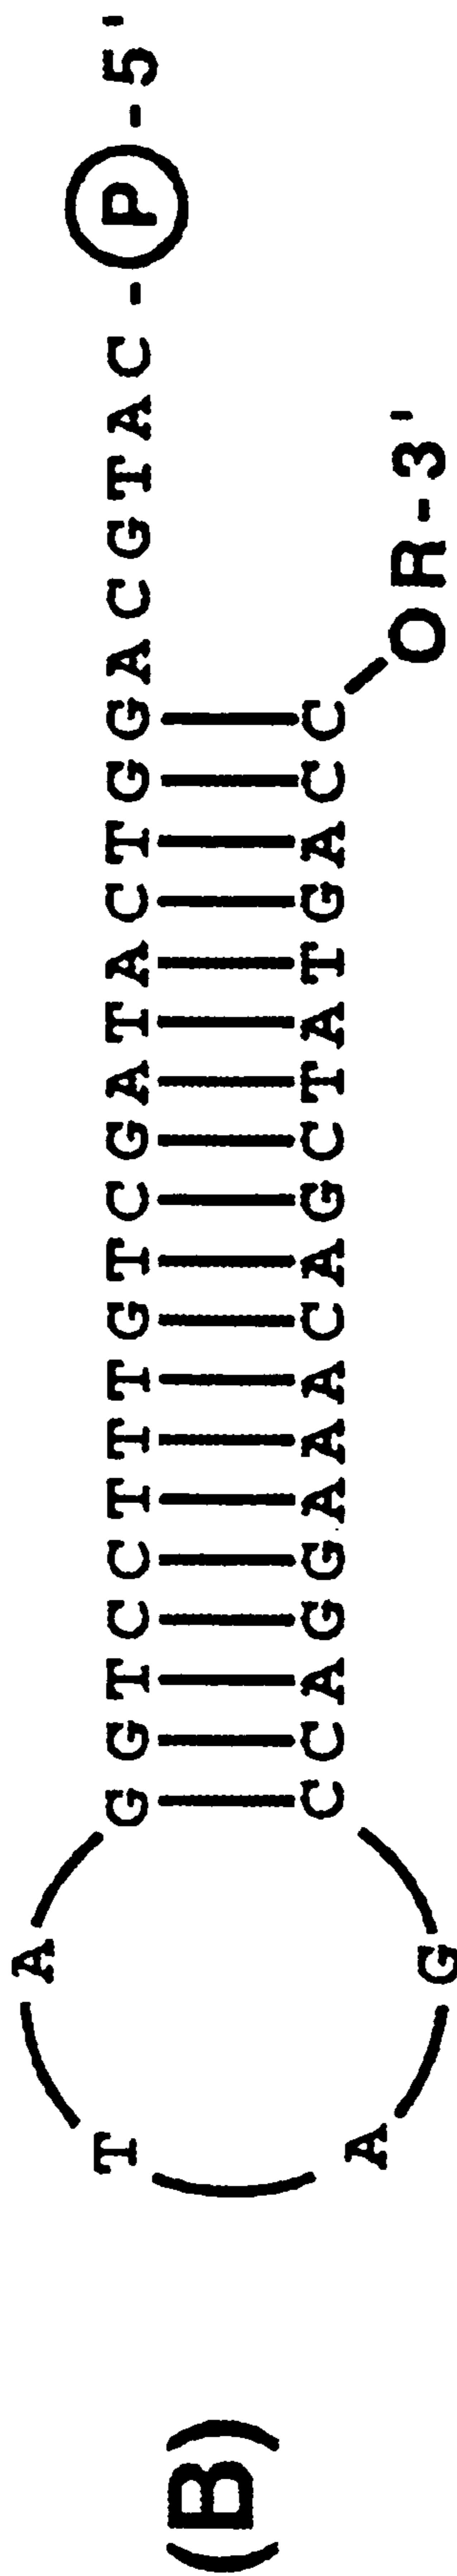 A
T
GGTCCTTTGTCGATACTGGACGTAC-P-5'
(B)
CCAGGAAACAGCTATGACC
A
OR-3'
G